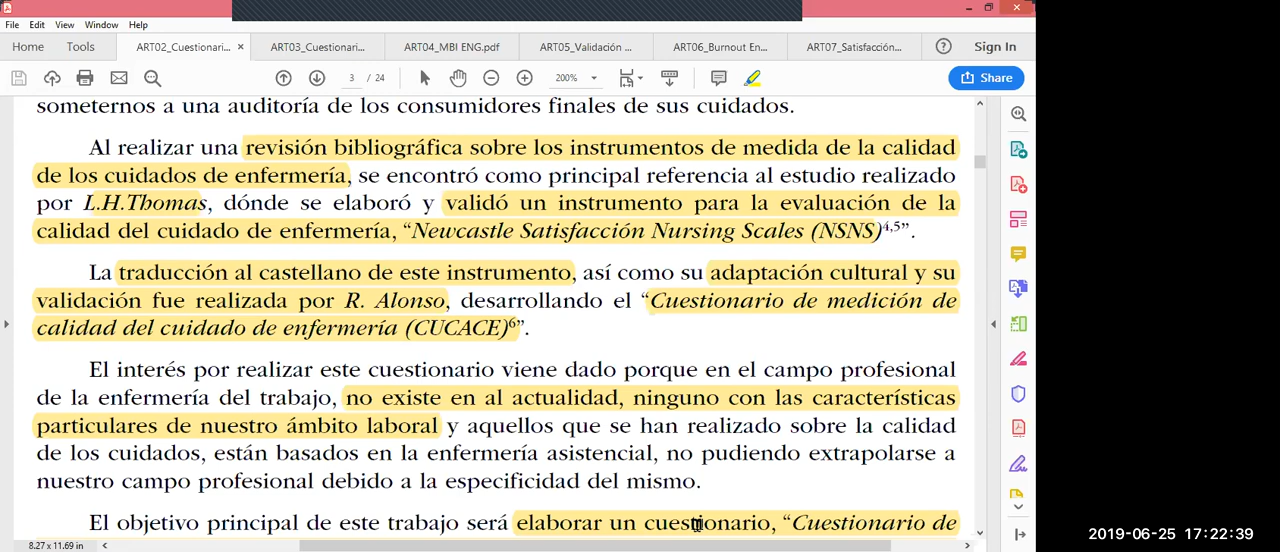 File Edit View Window Help
Home Tools ART02_Cuestionari... × ART03_Cuestionari... ART04_MBI ENG.pdf ART05_Validación ... ART06_Burnout En... ART07_Satisfacción... Sign In
3 / 24 200% Share
someternos a una auditoría de los consumidores finales de sus cuidados.
Al realizar una revisión bibliográfica sobre los instrumentos de medida de la calidad
de los cuidados de enfermería, se encontró como principal referencia al estudio realizado
por L.H.Thomas, dónde se elaboró y validó un instrumento para la evaluación de la
calidad del cuidado de enfermería, “Newcastle Satisfacción Nursing Scales (NSNS)4,5”.
La traducción al castellano de este instrumento, así como su adaptación cultural y su
validación fue realizada por R. Alonso, desarrollando el “Cuestionario de medición de
calidad del cuidado de enfermería (CUCACE)6”.
El interés por realizar este cuestionario viene dado porque en el campo profesional
de la enfermería del trabajo, no existe en al actualidad, ninguno con las características
particulares de nuestro ámbito laboral y aquellos que se han realizado sobre la calidad
de los cuidados, están basados en la enfermería asistencial, no pudiendo extrapolarse a
nuestro campo profesional debido a la especificidad del mismo.
El objetivo principal de este trabajo será elaborar un cuestionario, “Cuestionario de
8.27 x 11.69 in
2019-06-25 17:22:39